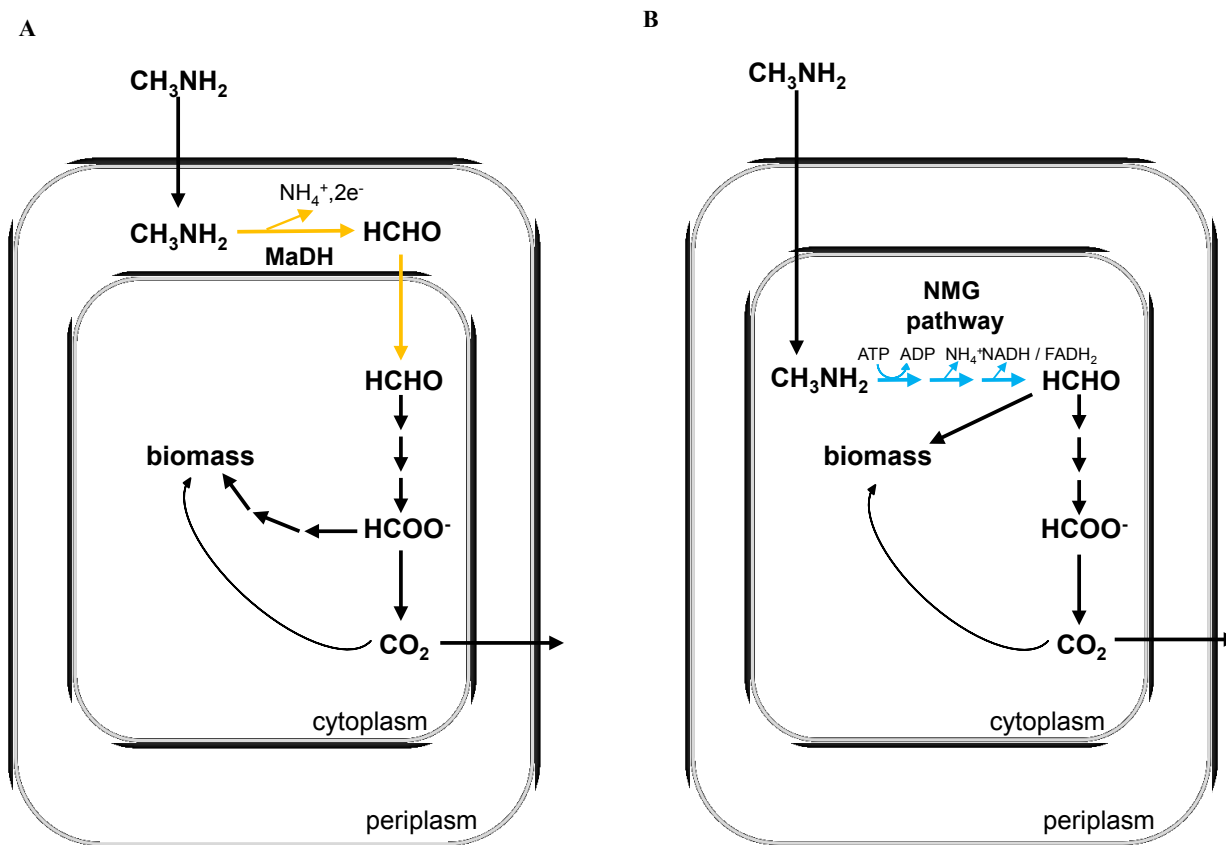 A
CH₃NH₂
NH₄⁺,2e⁻
CH₃NH₂
HCHO
MaDH
HCHO
biomass
HCOO⁻
CO₂
cytoplasm
periplasm
B
CH₃NH₂
NMG
pathway
ATP ADP NH₄⁺ NADH / FADH₂
CH₃NH₂
HCHO
biomass
HCOO⁻
CO₂
cytoplasm
periplasm